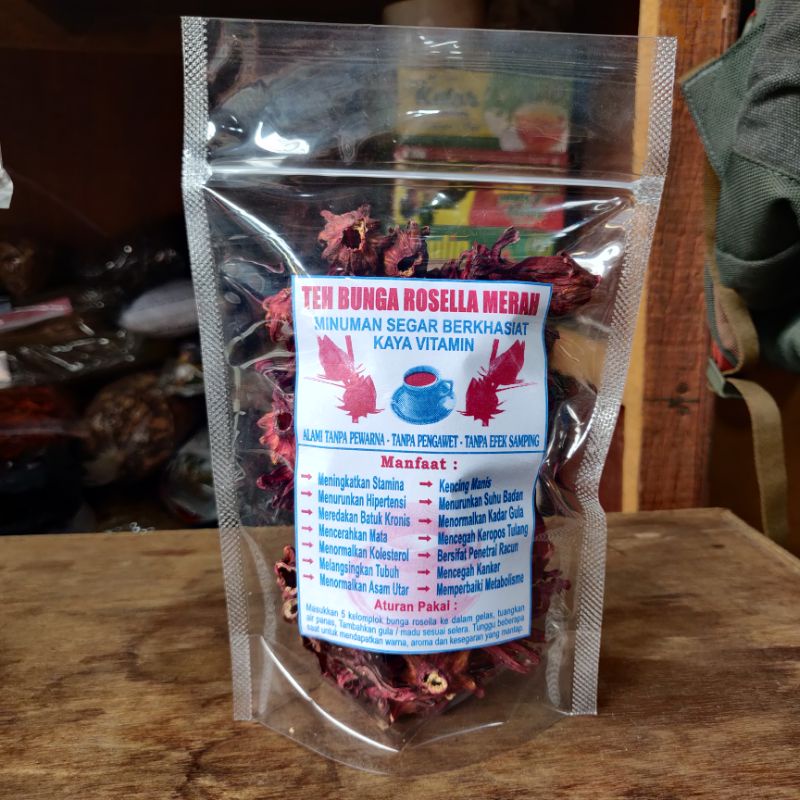 TEH BUNGA ROSELLA MERAH
MINUMAN SEGAR BERKHASIAT
KAYA VITAMIN
ALAMI TANPA PEWARNA - TANPA PENGAWET - TANPA EFEK SAMPING
Manfaat :
→ Meningkatkan Stamina
→ Menurunkan Hipertensi
→ Meredakan Batuk Kronis
→ Mencerahkan Mata
→ Menormalkan Kolesterol
→ Melangsingkan Tubuh
→ Menormalkan Asam Utar
→ Kencing Manis
→ Menurunkan Suhu Badan
→ Menormalkan Kadar Gula
→ Mencegah Keropos Tulang
→ Bersifat Penetral Racun
→ Mencegah Kanker
→ Memperbaiki Metabolisme
Aturan Pakai :
Masukkan 5 kelomplok bunga rosella ke dalam gelas, tuangkan
air panas, Tambahkan gula / madu sesuai selera. Tunggu beberapa
saat untuk mendapatkan warna, aroma dan kesegaran yang mantap